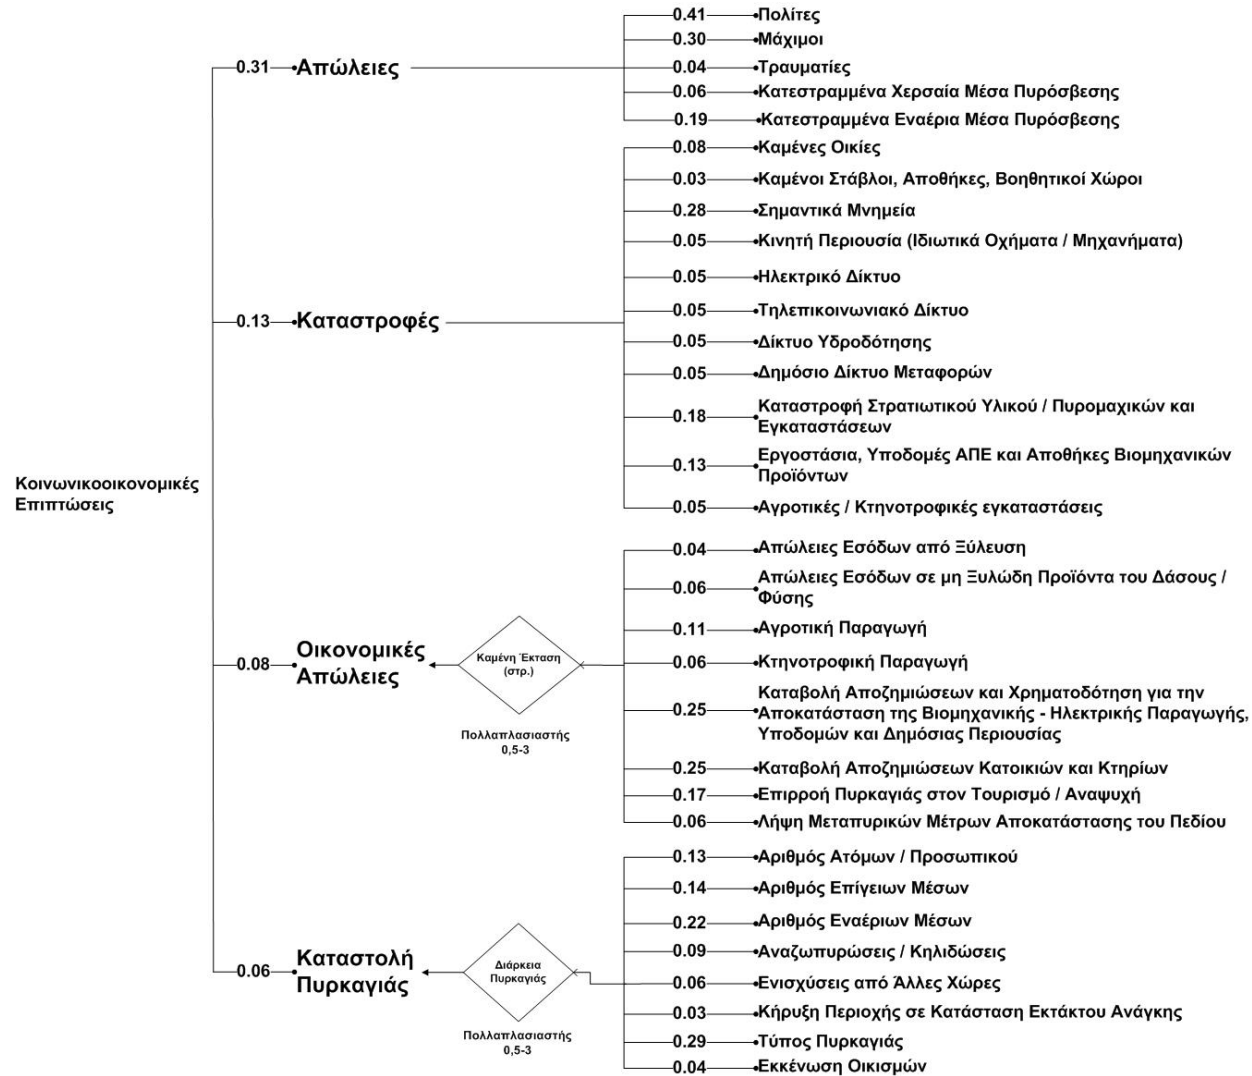 Κοινωνικοοικονομικές
Επιπτώσεις
0.31
Απώλειες
0.41
Πολίτες
0.30
Μάχιμοι
0.04
Τραυματίες
0.06
Κατεστραμμένα Χερσαία Μέσα Πυρόσβεσης
0.19
Κατεστραμμένα Εναέρια Μέσα Πυρόσβεσης
0.13
Καταστροφές
0.08
Καμένες Οικίες
0.03
Καμένοι Στάβλοι, Αποθήκες, Βοηθητικοί Χώροι
0.28
Σημαντικά Μνημεία
0.05
Κινητή Περιουσία (Ιδιωτικά Οχήματα / Μηχανήματα)
0.05
Ηλεκτρικό Δίκτυο
0.05
Τηλεπικοινωνιακό Δίκτυο
0.05
Δίκτυο Υδροδότησης
0.05
Δημόσιο Δίκτυο Μεταφορών
0.18
Καταστροφή Στρατιωτικού Υλικού / Πυρομαχικών και
Εγκαταστάσεων
0.13
Εργοστάσια, Υποδομές ΑΠΕ και Αποθήκες Βιομηχανικών
Προϊόντων
0.05
Αγροτικές / Κτηνοτροφικές εγκαταστάσεις
0.08
Οικονομικές
Απώλειες
Καμένη Έκταση
(στρ.)
Πολλαπλασιαστής
0,5-3
0.04
Απώλειες Εσόδων από Ξύλευση
0.06
Απώλειες Εσόδων σε μη Ξυλώδη Προϊόντα του Δάσους /
Φύσης
0.11
Αγροτική Παραγωγή
0.06
Κτηνοτροφική Παραγωγή
0.25
Καταβολή Αποζημιώσεων και Χρηματοδότηση για την
Αποκατάσταση της Βιομηχανικής - Ηλεκτρικής Παραγωγής,
Υποδομών και Δημόσιας Περιουσίας
0.25
Καταβολή Αποζημιώσεων Κατοικιών και Κτηρίων
0.17
Επιρροή Πυρκαγιάς στον Τουρισμό / Αναψυχή
0.06
Λήψη Μεταπυρικών Μέτρων Αποκατάστασης του Πεδίου
0.06
Καταστολή
Πυρκαγιάς
Διάρκεια
Πυρκαγιάς
Πολλαπλασιαστής
0,5-3
0.13
Αριθμός Ατόμων / Προσωπικού
0.14
Αριθμός Επίγειων Μέσων
0.22
Αριθμός Εναέριων Μέσων
0.09
Αναζωπυρώσεις / Κηλιδώσεις
0.06
Ενισχύσεις από Άλλες Χώρες
0.03
Κήρυξη Περιοχής σε Κατάσταση Εκτάκτου Ανάγκης
0.29
Τύπος Πυρκαγιάς
0.04
Εκκένωση Οικισμών